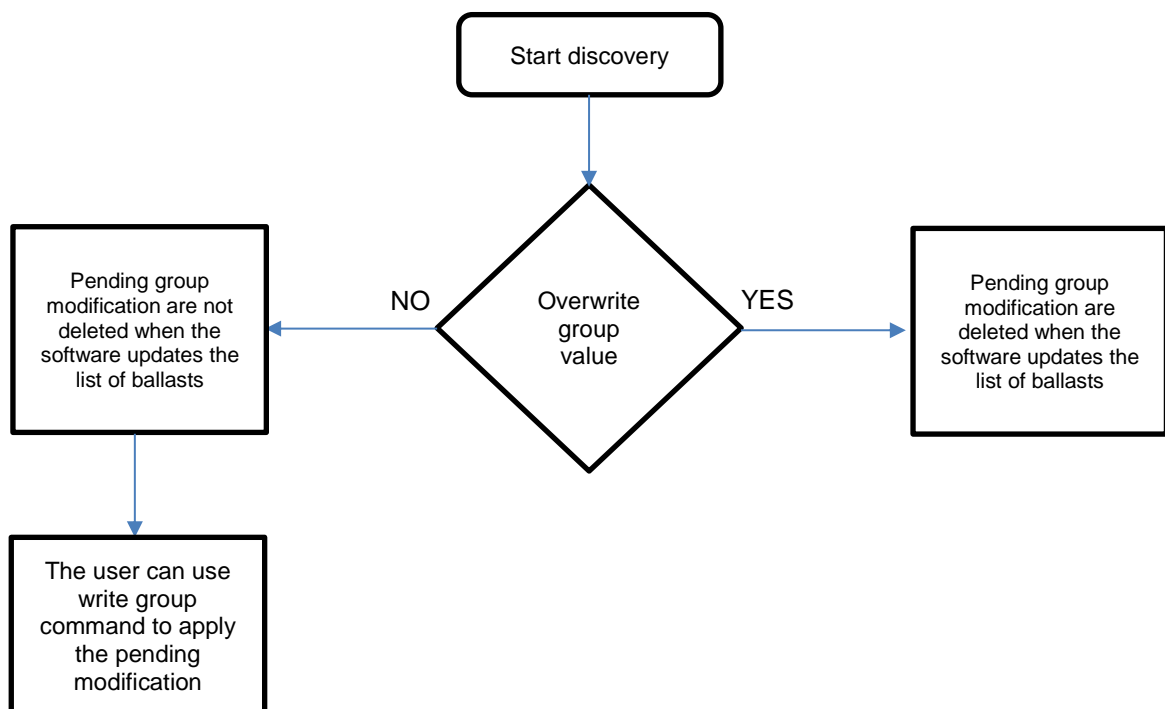 Start discovery
Overwrite
group
value
NO
YES
Pending group
modification are not
deleted when the
software updates the
list of ballasts
Pending group
modification are
deleted when the
software updates the
list of ballasts
The user can use
write group
command to apply
the pending
modification